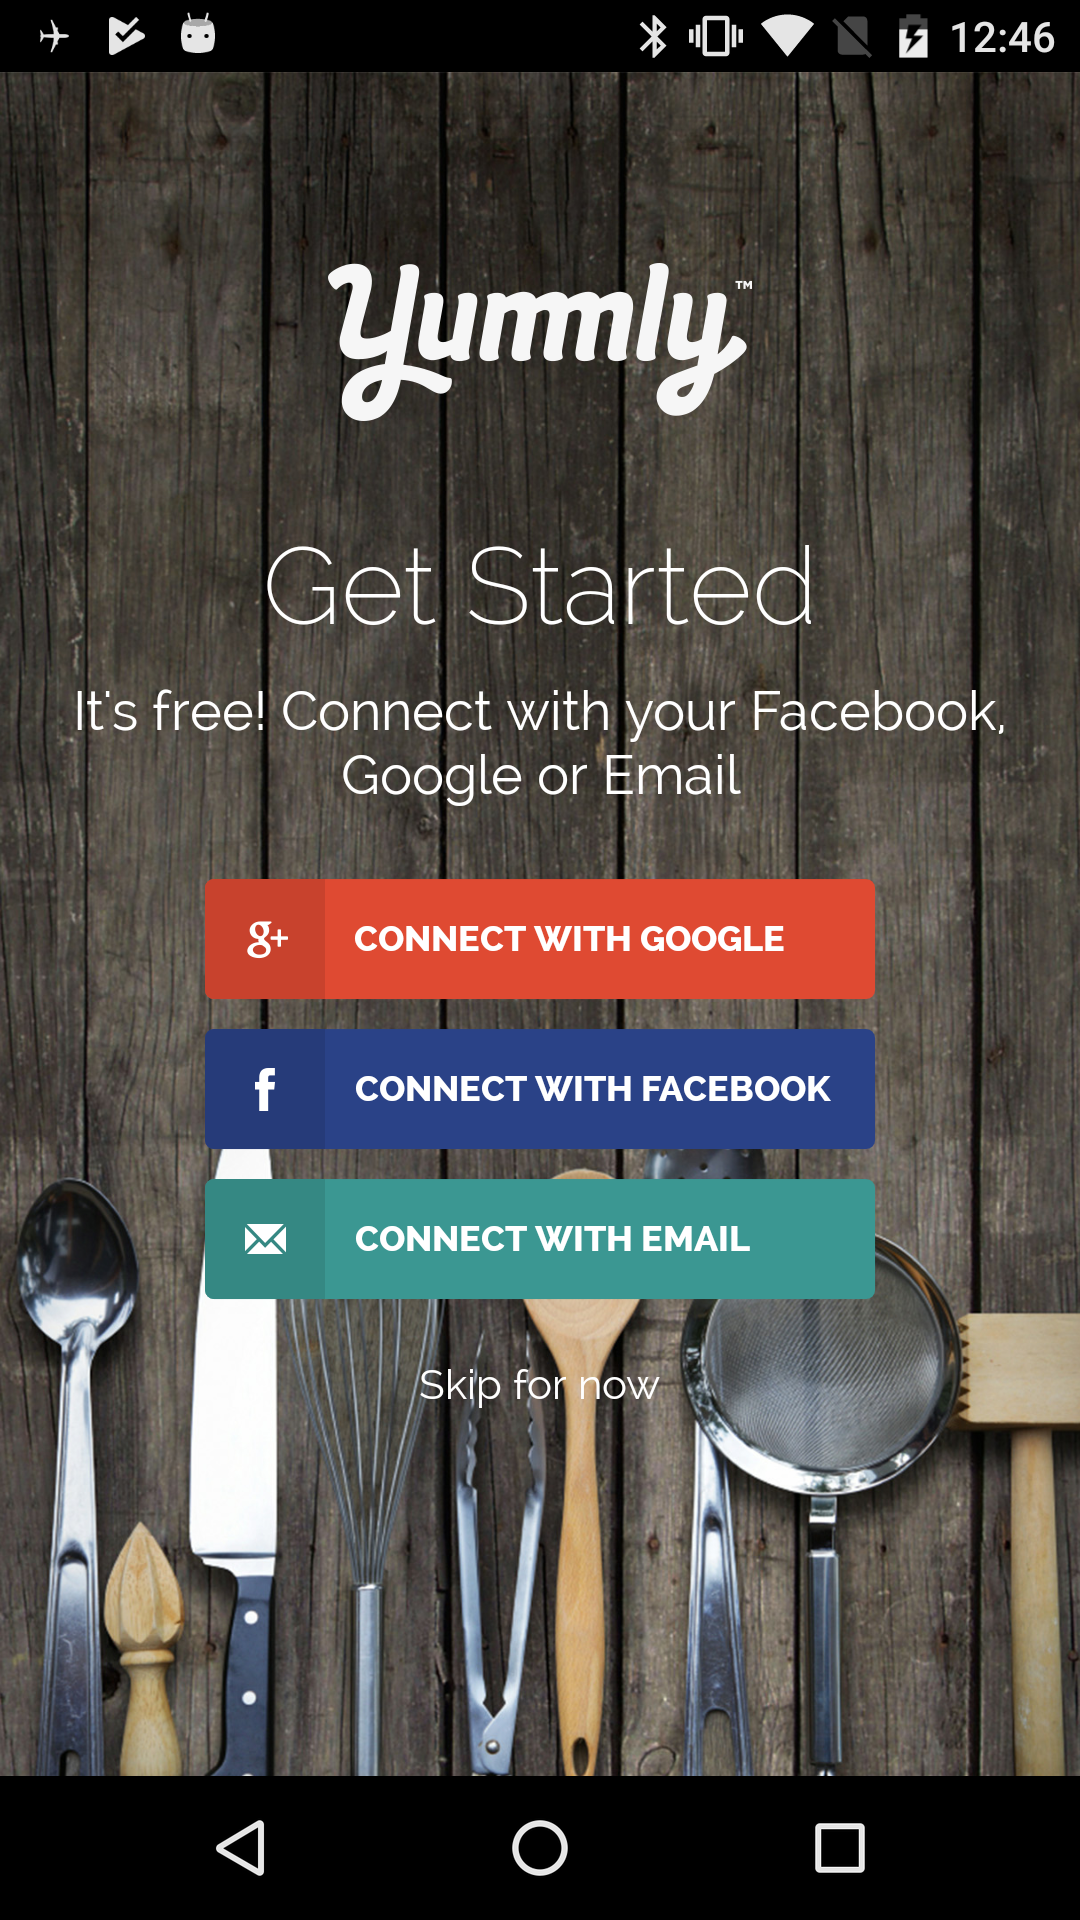 12:46
Yummly™
Get Started
It's free! Connect with your Facebook,
Google or Email
g+ CONNECT WITH GOOGLE
f CONNECT WITH FACEBOOK
CONNECT WITH EMAIL
Skip for now